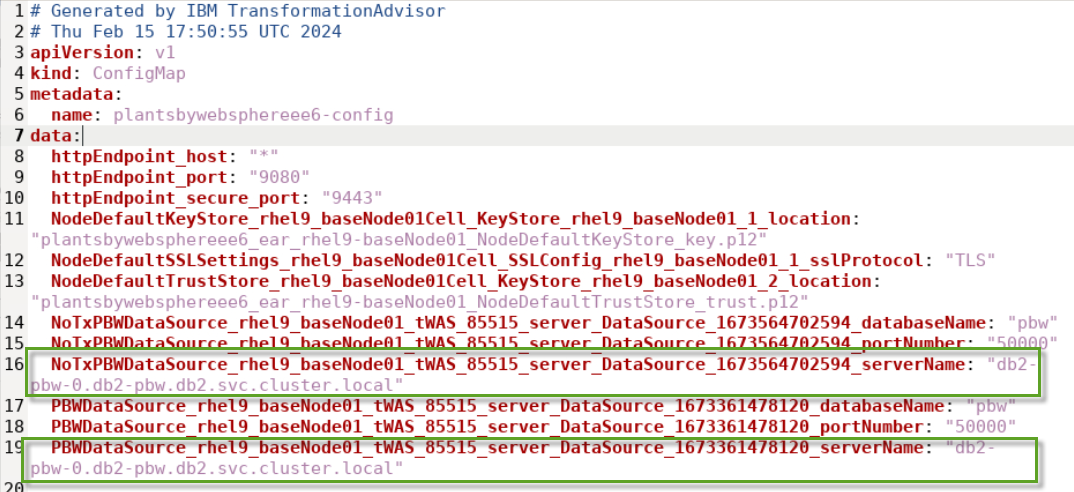 1 # Generated by IBM TransformationAdvisor
2 # Thu Feb 15 17:50:55 UTC 2024
3 apiVersion: v1
4 kind: ConfigMap
5 metadata:
6   name: plantsbywebsphereee6-config
7 data:
8   httpEndpoint_host: "*"
9   httpEndpoint_port: "9080"
10   httpEndpoint_secure_port: "9443"
11   NodeDefaultKeyStore_rhel9_baseNode01Cell_KeyStore_rhel9_baseNode01_1_location:
"plantsbywebsphereee6_ear_rhel9-baseNode01_NodeDefaultKeyStore_key.p12"
12   NodeDefaultSSLSettings_rhel9_baseNode01Cell_SSLConfig_rhel9_baseNode01_1_sslProtocol: "TLS"
13   NodeDefaultTrustStore_rhel9_baseNode01Cell_KeyStore_rhel9_baseNode01_2_location:
"plantsbywebsphereee6_ear_rhel9-baseNode01_NodeDefaultTrustStore_trust.p12"
14   NoTxPBWDataSource_rhel9_baseNode01_tWAS_85515_server_DataSource_1673564702594_databaseName: "pbw"
15   NoTxPBWDataSource_rhel9_baseNode01_tWAS_85515_server_DataSource_1673564702594_portNumber: "50000"
16   NoTxPBWDataSource_rhel9_baseNode01_tWAS_85515_server_DataSource_1673564702594_serverName: "db2-
pbw-0.db2-pbw.db2.svc.cluster.local"
17   PBWDataSource_rhel9_baseNode01_tWAS_85515_server_DataSource_1673361478120_databaseName: "pbw"
18   PBWDataSource_rhel9_baseNode01_tWAS_85515_server_DataSource_1673361478120_portNumber: "50000"
19   PBWDataSource_rhel9_baseNode01_tWAS_85515_server_DataSource_1673361478120_serverName: "db2-
pbw-0.db2-pbw.db2.svc.cluster.local"
20